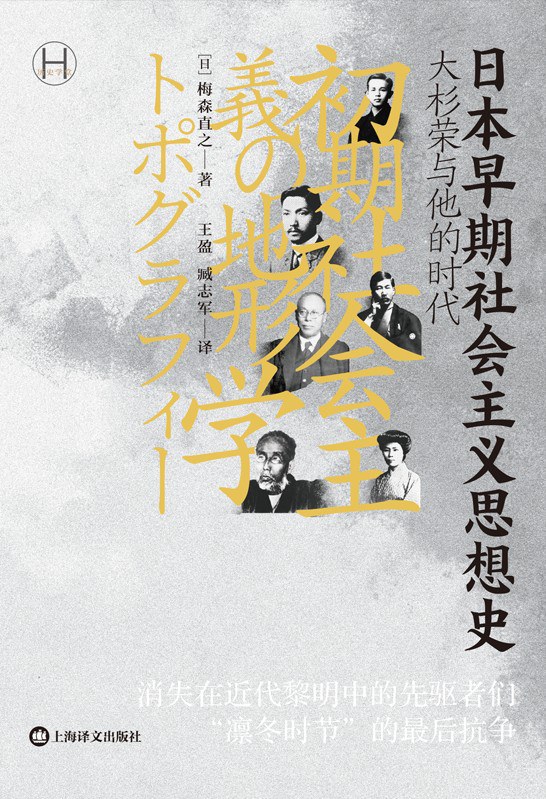 日本早期社会主义思想史
大杉荣与他的时代
初期社会主
義の地形学
トポグラフィー
［日］梅森直之——著
王盈 臧志军——译
H
历史学堂
消失在近代黎明中的先驱者们
“凛冬时节”的最后抗争
上海译文出版社